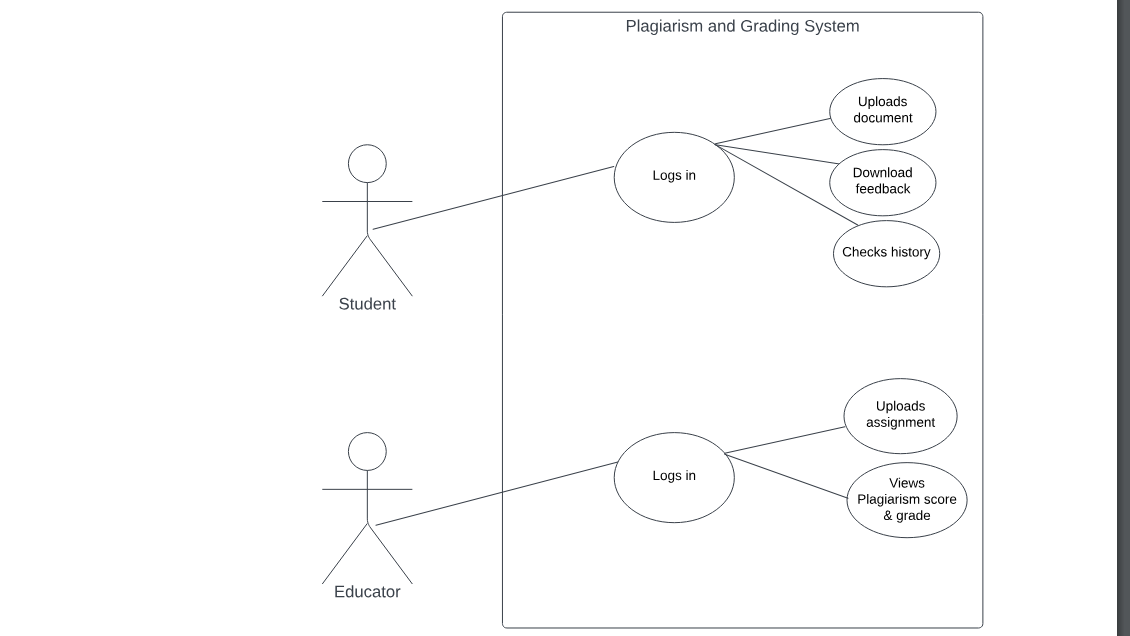 Plagiarism and Grading System
Uploads
document
Logs in
Download
feedback
Checks history
Student
Uploads
assignment
Logs in
Views
Plagiarism score
& grade
Educator